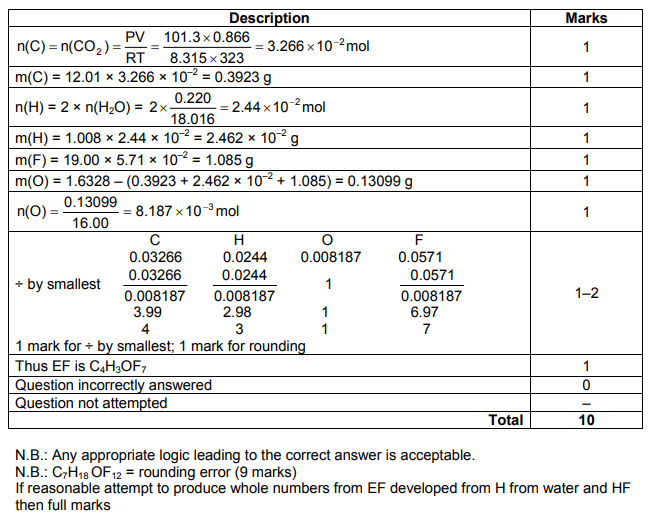 Description Marks
n(C) = n(CO₂) = PV/RT = 101.3 × 0.866/8.315 × 323 = 3.266 × 10⁻² mol 1
m(C) = 12.01 × 3.266 × 10⁻² = 0.3923 g 1
n(H) = 2 × n(H₂O) = 2 × 0.220/18.016 = 2.44 × 10⁻² mol 1
m(H) = 1.008 × 2.44 × 10⁻² = 2.462 × 10⁻² g 1
m(F) = 19.00 × 5.71 × 10⁻² = 1.085 g 1
m(O) = 1.6328 – (0.3923 + 2.462 × 10⁻² + 1.085) = 0.13099 g 1
n(O) = 0.13099/16.00 = 8.187 × 10⁻³ mol 1
C H O F
0.03266 0.0244 0.008187 0.0571
÷ by smallest 0.03266/0.008187 0.0244/0.008187 1 0.0571/0.008187 1–2
3.99 2.98 1 6.97
4 3 1 7
1 mark for ÷ by smallest; 1 mark for rounding
Thus EF is C₄H₃OF₇ 1
Question incorrectly answered 0
Question not attempted –
Total 10
N.B.: Any appropriate logic leading to the correct answer is acceptable.
N.B.: C₇H₁₈OF₁₂ = rounding error (9 marks)
If reasonable attempt to produce whole numbers from EF developed from H from water and HF
then full marks